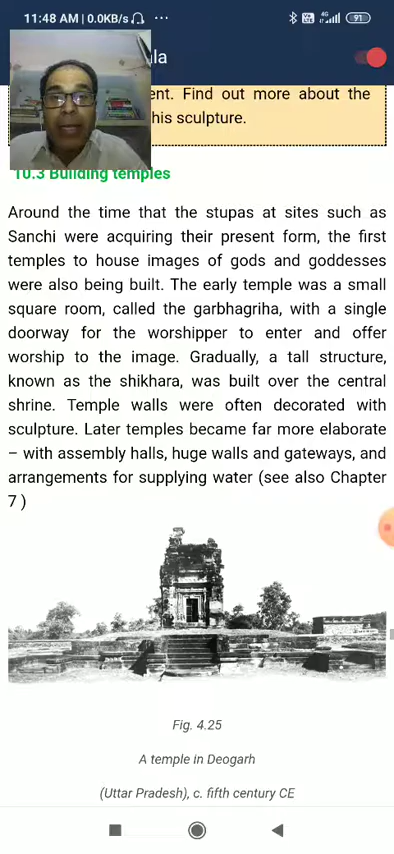 11:48 AM | 0.0KB/s
4G
91
la
ent. Find out more about the
his sculpture.
10.3 Building temples
Around the time that the stupas at sites such as
Sanchi were acquiring their present form, the first
temples to house images of gods and goddesses
were also being built. The early temple was a small
square room, called the garbhagriha, with a single
doorway for the worshipper to enter and offer
worship to the image. Gradually, a tall structure,
known as the shikhara, was built over the central
shrine. Temple walls were often decorated with
sculpture. Later temples became far more elaborate
– with assembly halls, huge walls and gateways, and
arrangements for supplying water (see also Chapter
7 )
Fig. 4.25
A temple in Deogarh
(Uttar Pradesh), c. fifth century CE